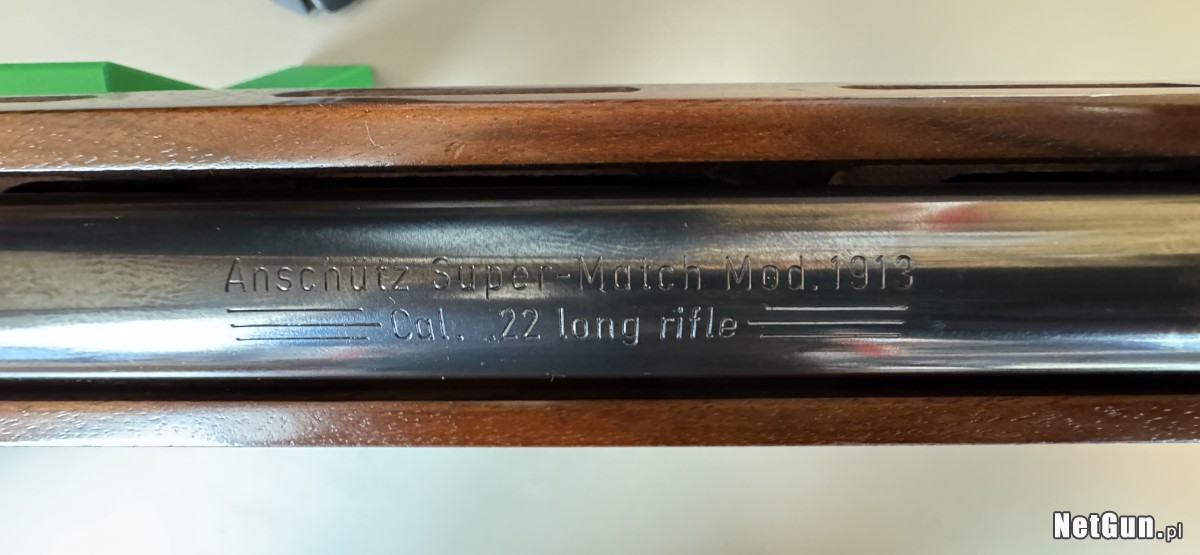 Anschütz Super-Match Mod. 1913
Cal. .22 long rifle
NetGun.pl